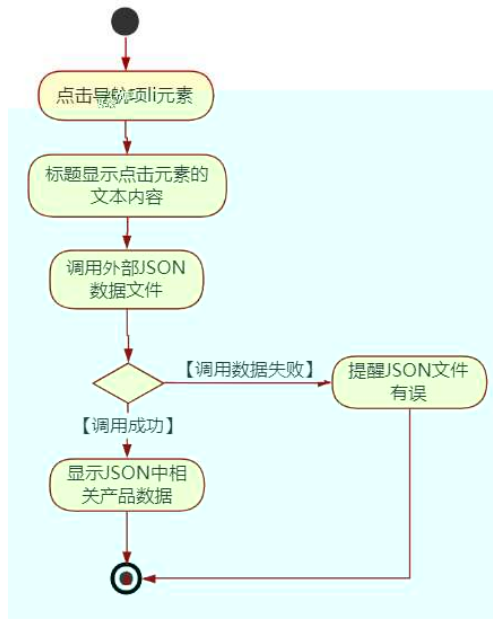 点击导航项li元素
标题显示点击元素的
文本内容
调用外部JSON
数据文件
【调用数据失败】
提醒JSON文件
有误
【调用成功】
显示JSON中相
关产品数据